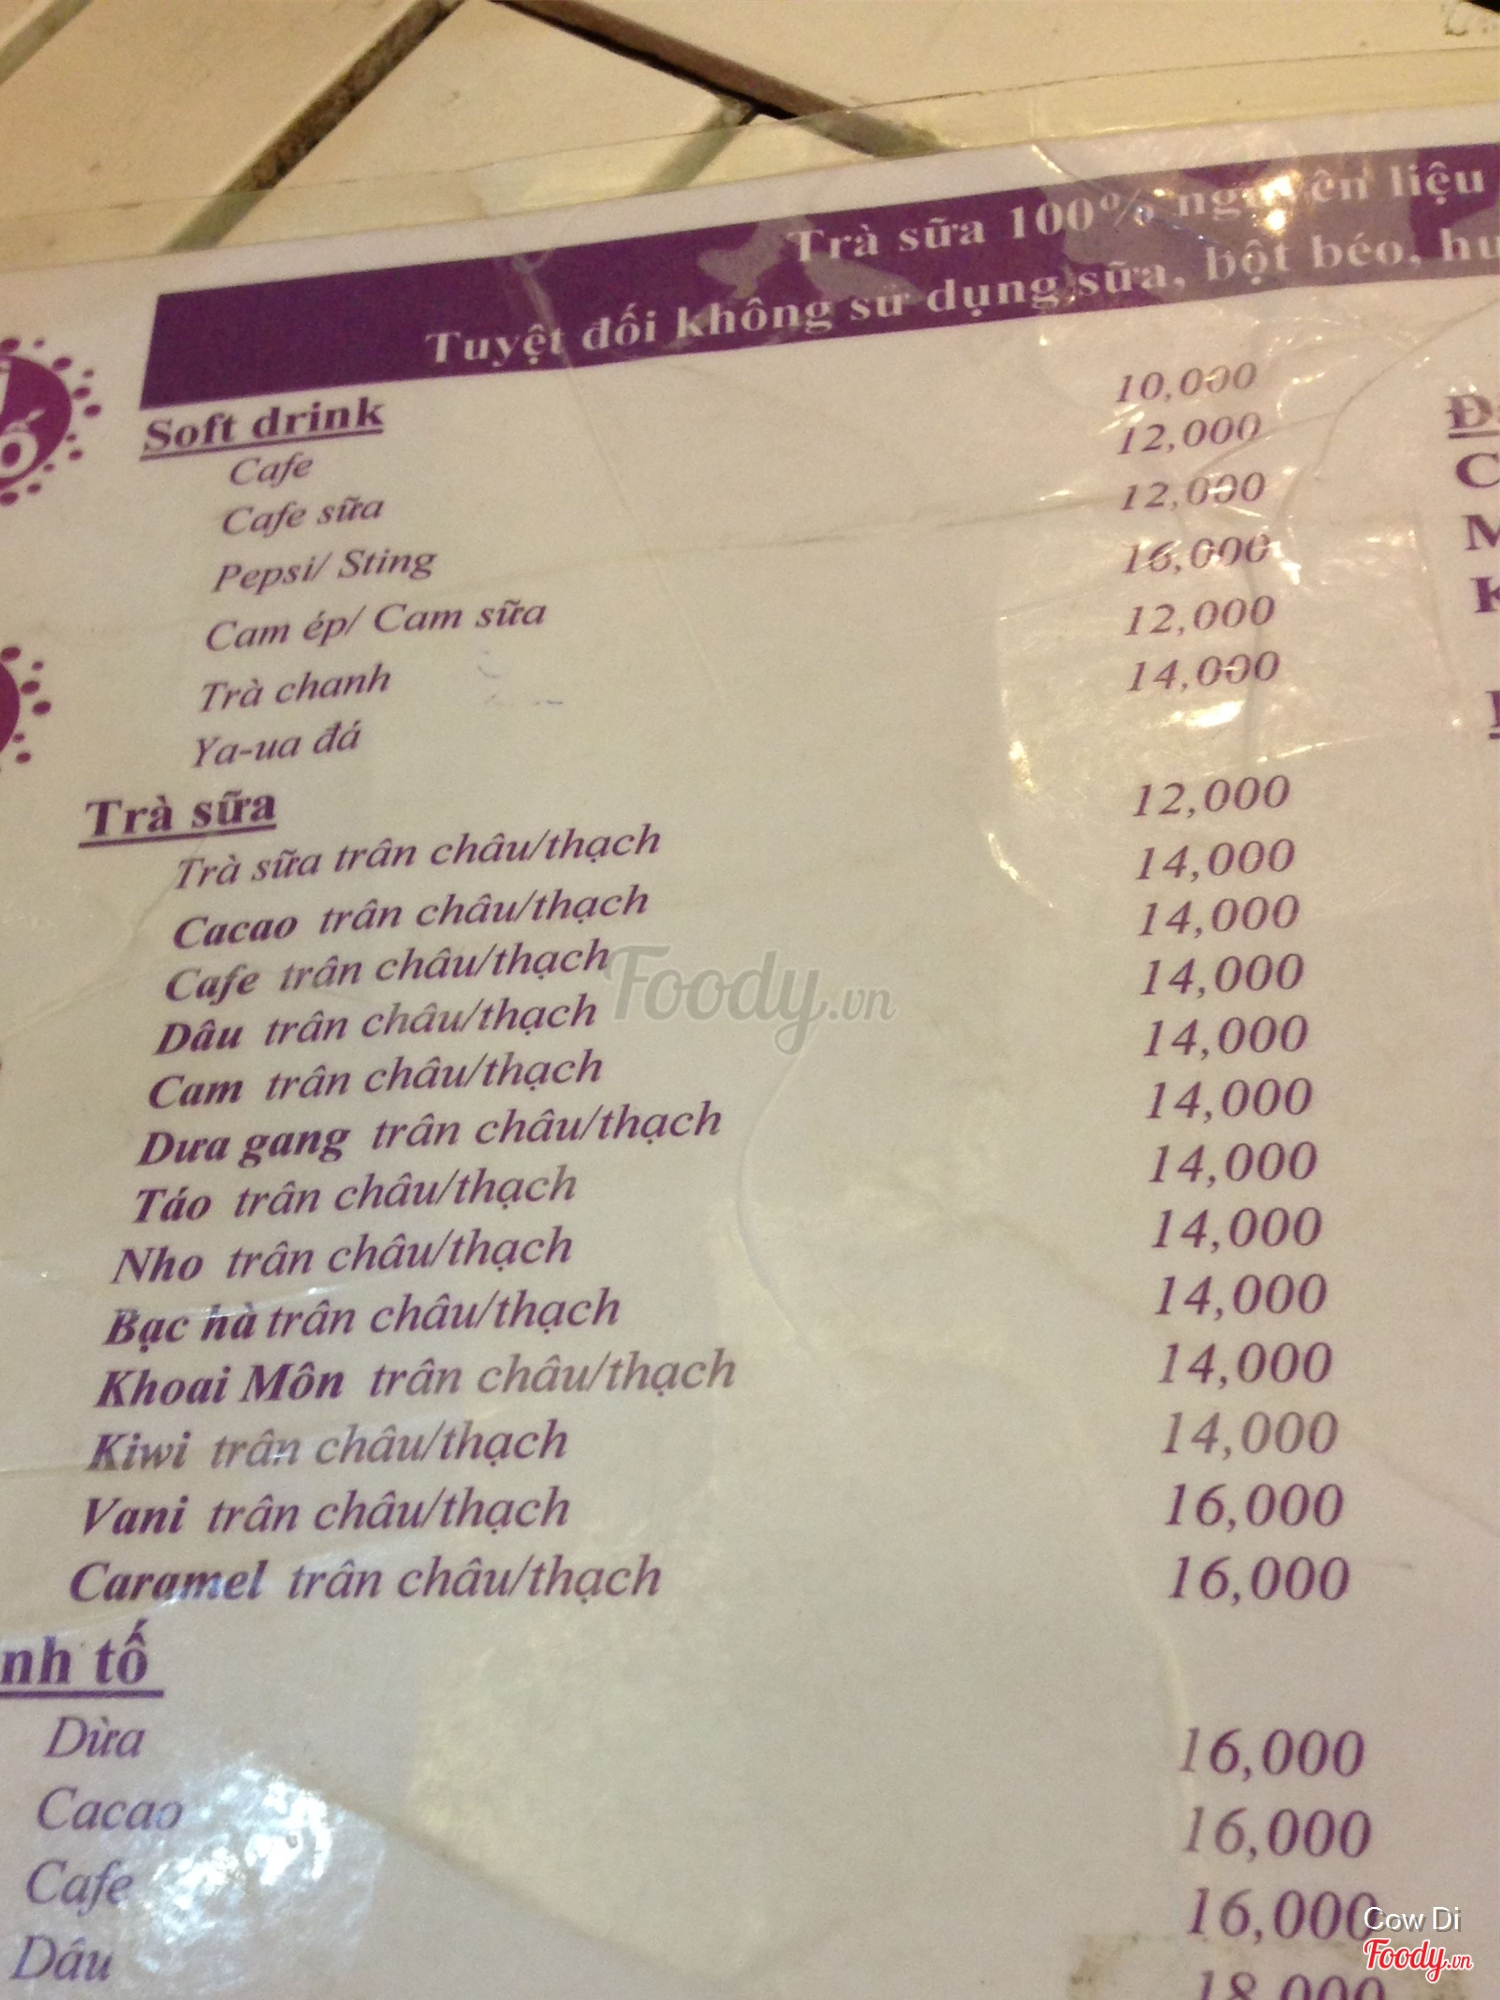 Trà sữa 100% nguyên liệu
Tuyệt đối không sử dụng sữa, bột béo,
Soft drink
Cafe 10,000
Cafe sữa 12,000
Pepsi/ Sting 12,000
Cam ép/ Cam sữa 16,000
Trà chanh 12,000
Ya-ua đá 14,000
Trà sữa
Trà sữa trân châu/thạch 12,000
Cacao trân châu/thạch 14,000
Cafe trân châu/thạch 14,000
Dâu trân châu/thạch 14,000
Cam trân châu/thạch 14,000
Dưa gang trân châu/thạch 14,000
Táo trân châu/thạch 14,000
Nho trân châu/thạch 14,000
Bạc hà trân châu/thạch 14,000
Khoai Môn trân châu/thạch 14,000
Kiwi trân châu/thạch 14,000
Vani trân châu/thạch 16,000
Caramel trân châu/thạch 16,000
nh tố
Dừa 16,000
Cacao 16,000
Cafe 16,000
Dâu 18,000
Foody.vn
Cow Di
Foody.vn